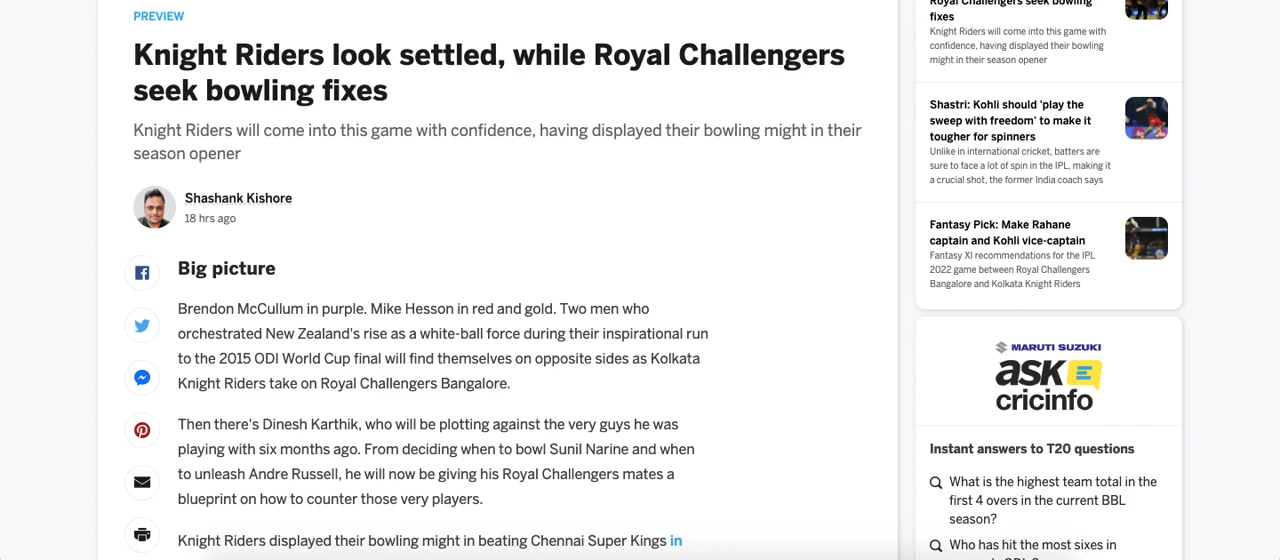 PREVIEW
Knight Riders look settled, while Royal Challengers
seek bowling fixes
Knight Riders will come into this game with confidence, having displayed their bowling might in their
season opener
Shashank Kishore
18 hrs ago
Big picture
Brendon McCullum in purple. Mike Hesson in red and gold. Two men who
orchestrated New Zealand's rise as a white-ball force during their inspirational run
to the 2015 ODI World Cup final will find themselves on opposite sides as Kolkata
Knight Riders take on Royal Challengers Bangalore.
Then there's Dinesh Karthik, who will be plotting against the very guys he was
playing with six months ago. From deciding when to bowl Sunil Narine and when
to unleash Andre Russell, he will now be giving his Royal Challengers mates a
blueprint on how to counter those very players.
Knight Riders displayed their bowling might in beating Chennai Super Kings in
Royal Challengers seek bowling
fixes
Knight Riders will come into this game with
confidence, having displayed their bowling
might in their season opener
Shastri: Kohli should 'play the
sweep with freedom' to make it
tougher for spinners
Unlike in international cricket, batters are
sure to face a lot of spin in the IPL, making it
a crucial shot, the former India coach says
Fantasy Pick: Make Rahane
captain and Kohli vice-captain
Fantasy XI recommendations for the IPL
2022 game between Royal Challengers
Bangalore and Kolkata Knight Riders
MARUTI SUZUKI
ask
cricinfo
Instant answers to T20 questions
What is the highest team total in the
first 4 overs in the current BBL
season?
Who has hit the most sixes in